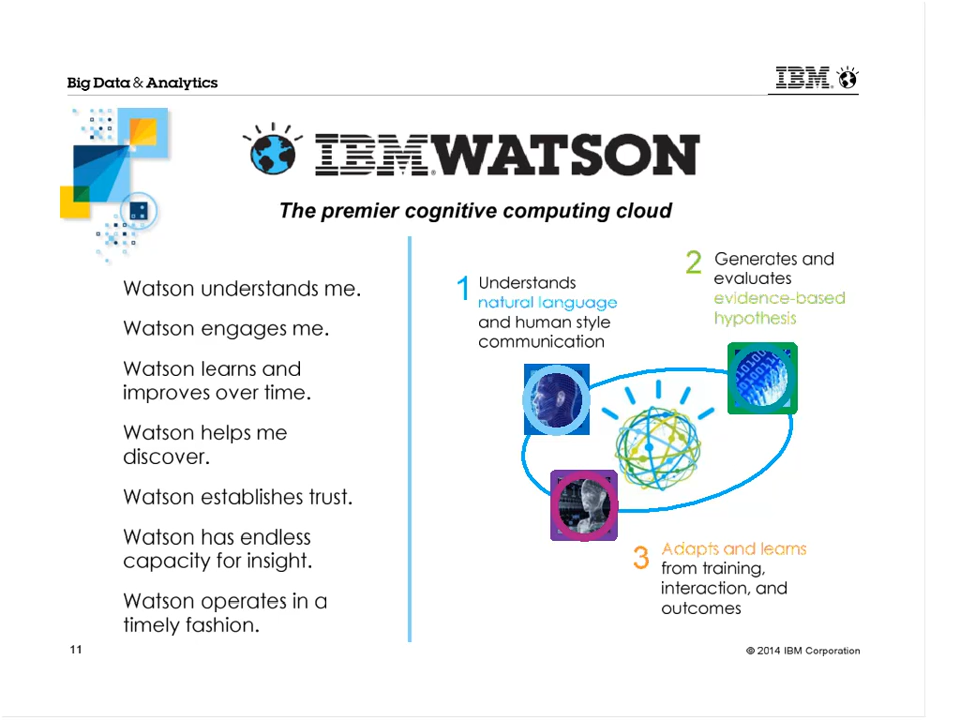 Big Data & Analytics
IBM
IBM WATSON
The premier cognitive computing cloud
Watson understands me.
Watson engages me.
Watson learns and
improves over time.
Watson helps me
discover.
Watson establishes trust.
Watson has endless
capacity for insight.
Watson operates in a
timely fashion.
1 Understands
natural language
and human style
communication
2 Generates and
evaluates
evidence-based
hypothesis
3 Adapts and learns
from training,
interaction, and
outcomes
11
© 2014 IBM Corporation